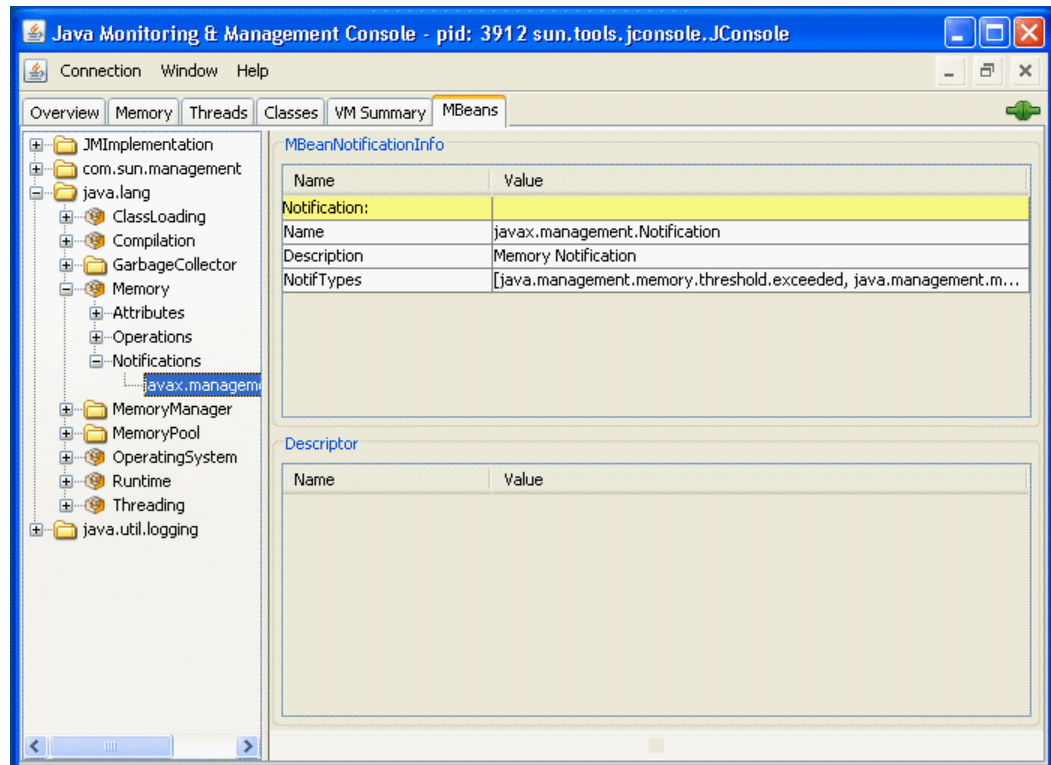 Java Monitoring & Management Console - pid: 3912 sun.tools.jconsole.JConsole
Connection Window Help
Overview Memory Threads Classes VM Summary MBeans
JMImplementation
com.sun.management
java.lang
ClassLoading
Compilation
GarbageCollector
Memory
Attributes
Operations
Notifications
javax.managem
MemoryManager
MemoryPool
OperatingSystem
Runtime
Threading
java.util.logging
MBeanNotificationInfo
Name Value
Notification:
Name javax.management.Notification
Description Memory Notification
NotifTypes [java.management.memory.threshold.exceeded, java.management.m...
Descriptor
Name Value